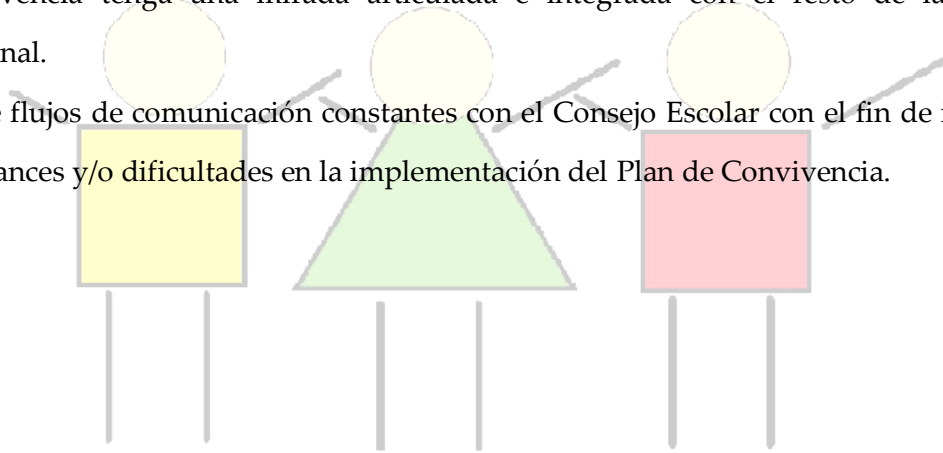 tenga una mirada articulada e integrada con el resto de la
nal.
flujos de comunicación constantes con el Consejo Escolar con el fin de
ances y/o dificultades en la implementación del Plan de Convivencia.